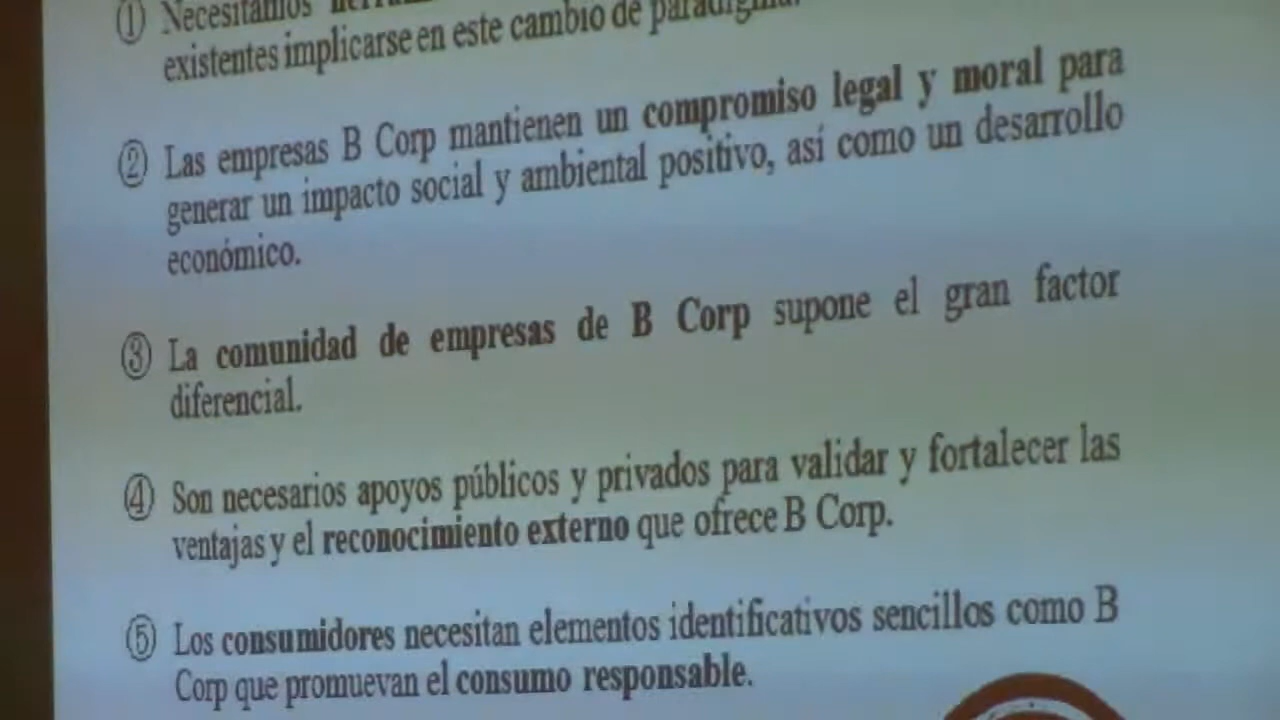 ① Necesitamos
existentes implicarse en este cambio de paradigma.
② Las empresas B Corp mantienen un compromiso legal y moral para
generar un impacto social y ambiental positivo, así como un desarrollo
económico.
③ La comunidad de empresas de B Corp supone el gran factor
diferencial.
④ Son necesarios apoyos públicos y privados para validar y fortalecer las
ventajas y el reconocimiento externo que ofrece B Corp.
⑤ Los consumidores necesitan elementos identificativos sencillos como B
Corp que promuevan el consumo responsable.